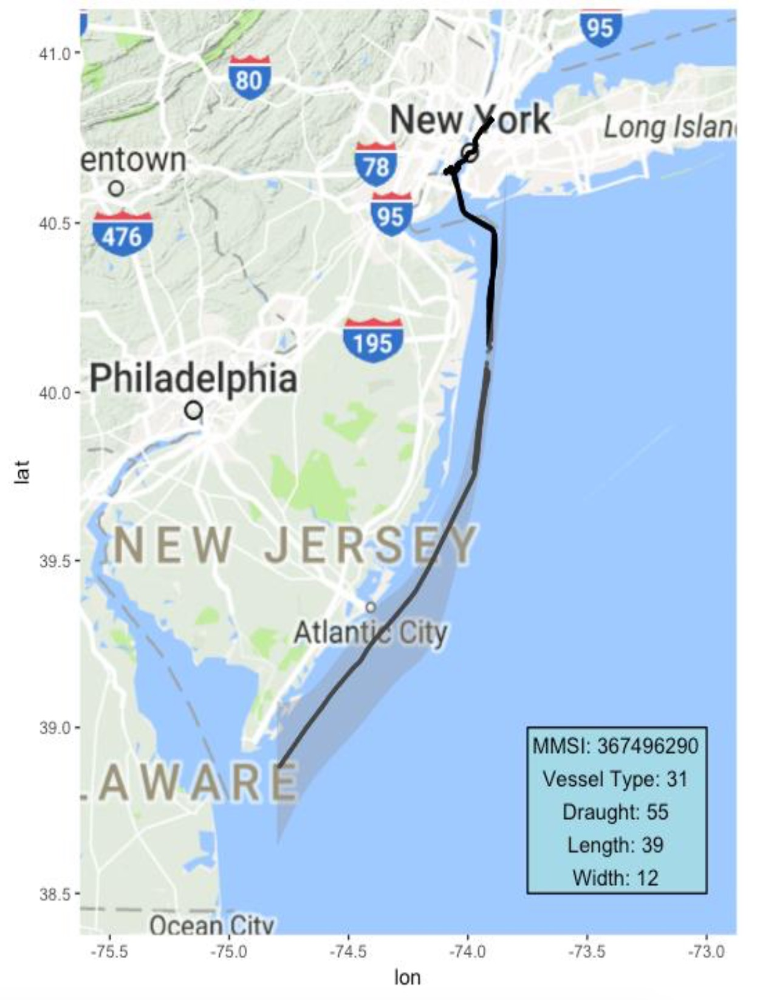 95
41.0
80
New York
Long Islan
entown
78
95
40.5
476
195
Philadelphia
40.0
lat
NEW JERSEY
39.5
Atlantic City
39.0
MMSI: 367496290
AWARE
Vessel Type: 31
Draught: 55
Length: 39
Width: 12
38.5
Ocean City
-75.5 -75.0 -74.5 -74.0 -73.5 -73.0
lon